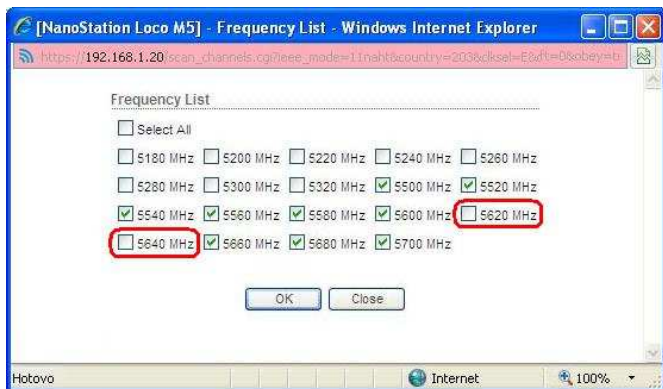 [NanoStation Loco M5] - Frequency List - Windows Internet Explorer
https://192.168.1.20/scan_channels.cgi?ieee_mode=11naht&country=203&clksel=E&dft=0&obey=t
Frequency List
Select All
5180 MHz 5200 MHz 5220 MHz 5240 MHz 5260 MHz
5280 MHz 5300 MHz 5320 MHz 5500 MHz 5520 MHz
5540 MHz 5560 MHz 5580 MHz 5600 MHz 5620 MHz
5640 MHz 5660 MHz 5680 MHz 5700 MHz
OK Close
Hotovo Internet 100%